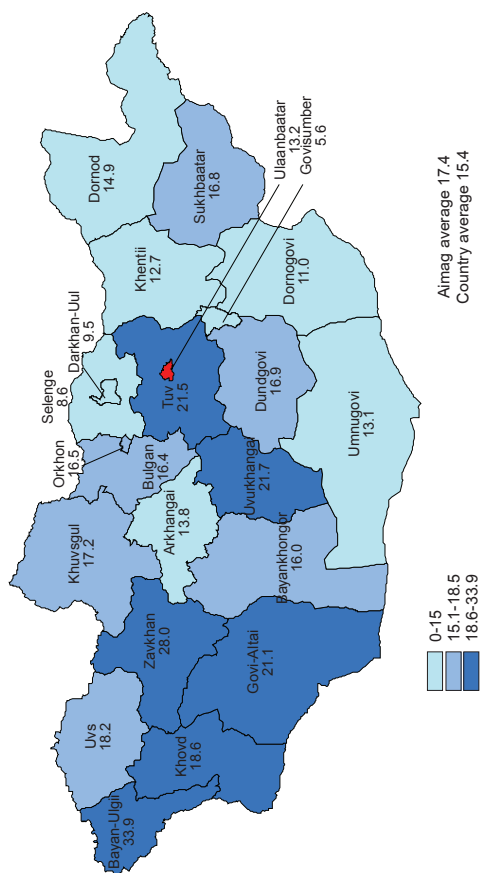 Bayan-Ulgii
33.9
Uvs
18.2
Khovd
18.6
Zavkhan
28.0
Govi-Altai
21.1
Khuvsgul
17.2
Bayankhongor
16.0
Arkhangai
13.8
Orkhon
16.5
Bulgan
16.4
Uvurkhangai
21.7
Selenge
8.6
Darkhan-Uul
9.5
Tuv
21.5
Dundgovi
16.9
Umnugovi
13.1
Khentii
12.7
Dornogovi
11.0
Dornod
14.9
Sukhbaatar
16.8
Ulaanbaatar
13.2
Govisumber
5.6
0-15
15.1-18.5
18.6-33.9
Aimag average 17.4
Country average 15.4